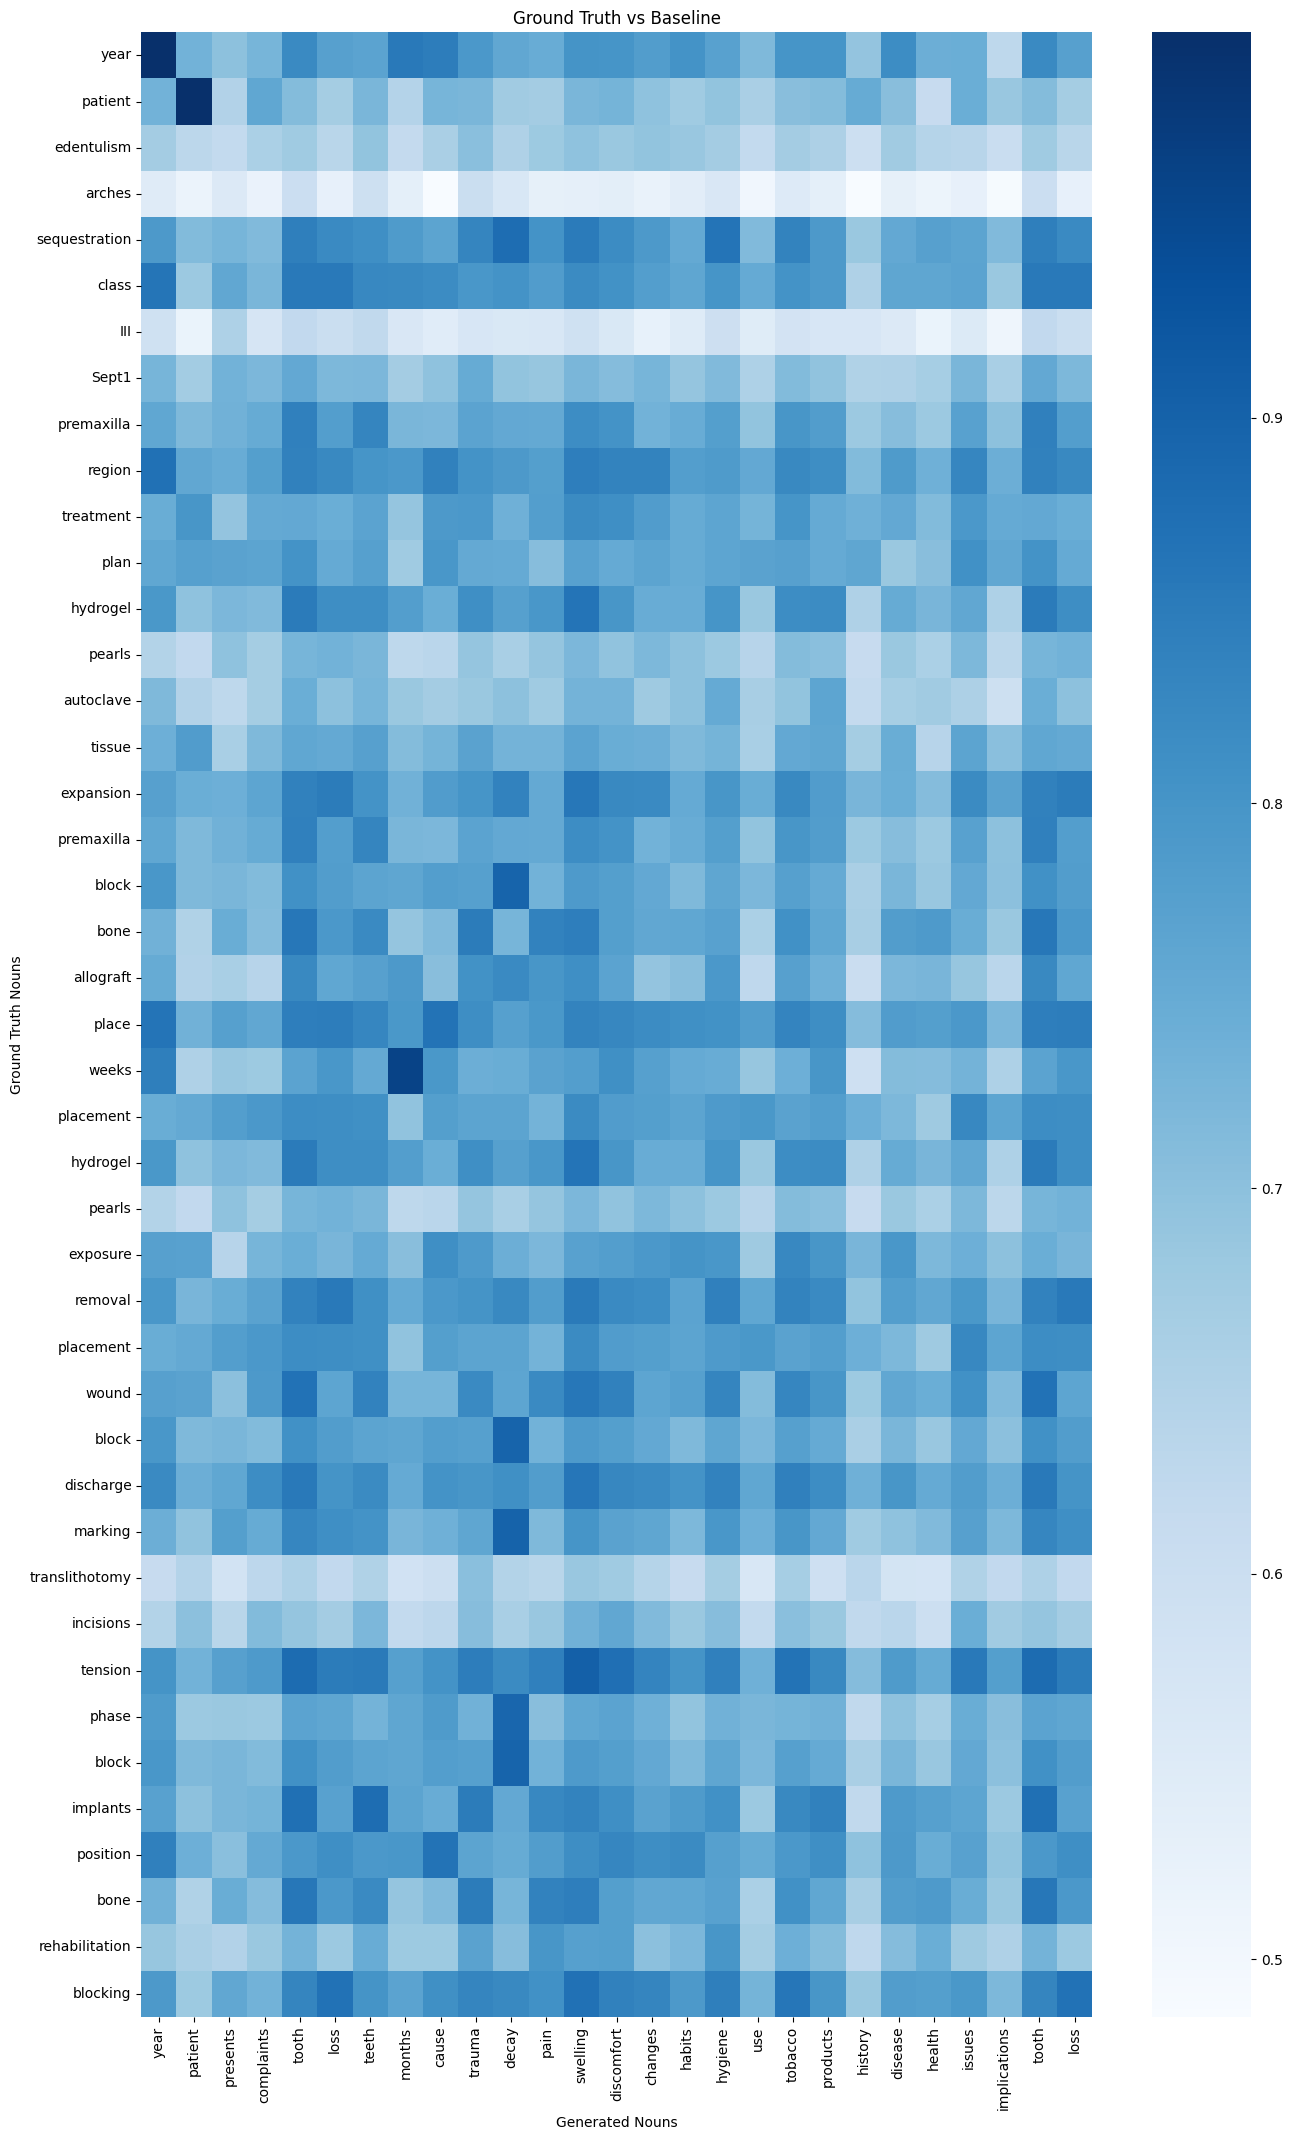 Ground Truth vs Baseline
Ground Truth Nouns
year
patient
edentulism
arches
sequestration
class
III
Sept1
premaxilla
region
treatment
plan
hydrogel
pearls
autoclave
tissue
expansion
premaxilla
block
bone
allograft
place
weeks
placement
hydrogel
pearls
exposure
removal
placement
wound
block
discharge
marking
translithotomy
incisions
tension
phase
block
implants
position
bone
rehabilitation
blocking
year
patient
presents
complaints
tooth
loss
teeth
months
cause
trauma
decay
pain
swelling
discomfort
changes
habits
hygiene
use
tobacco
products
history
disease
health
issues
implications
tooth
loss
Generated Nouns
0.9
0.8
0.7
0.6
0.5